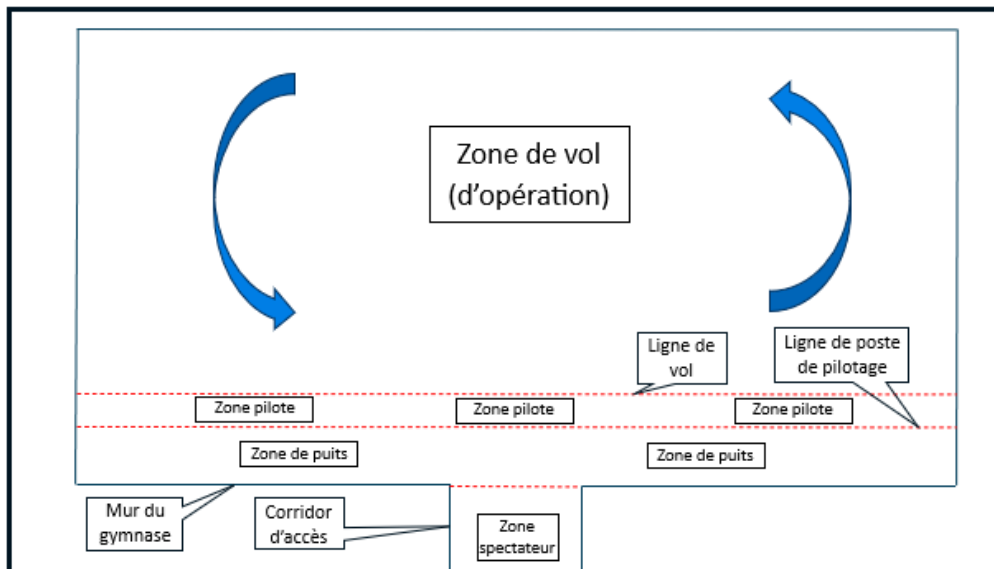 Zone de vol
(d'opération)
Ligne de
vol
Ligne de poste
de pilotage
Zone pilote
Zone pilote
Zone pilote
Zone de puits
Zone de puits
Mur du
gymnase
Corridor
d'accès
Zone
spectateur